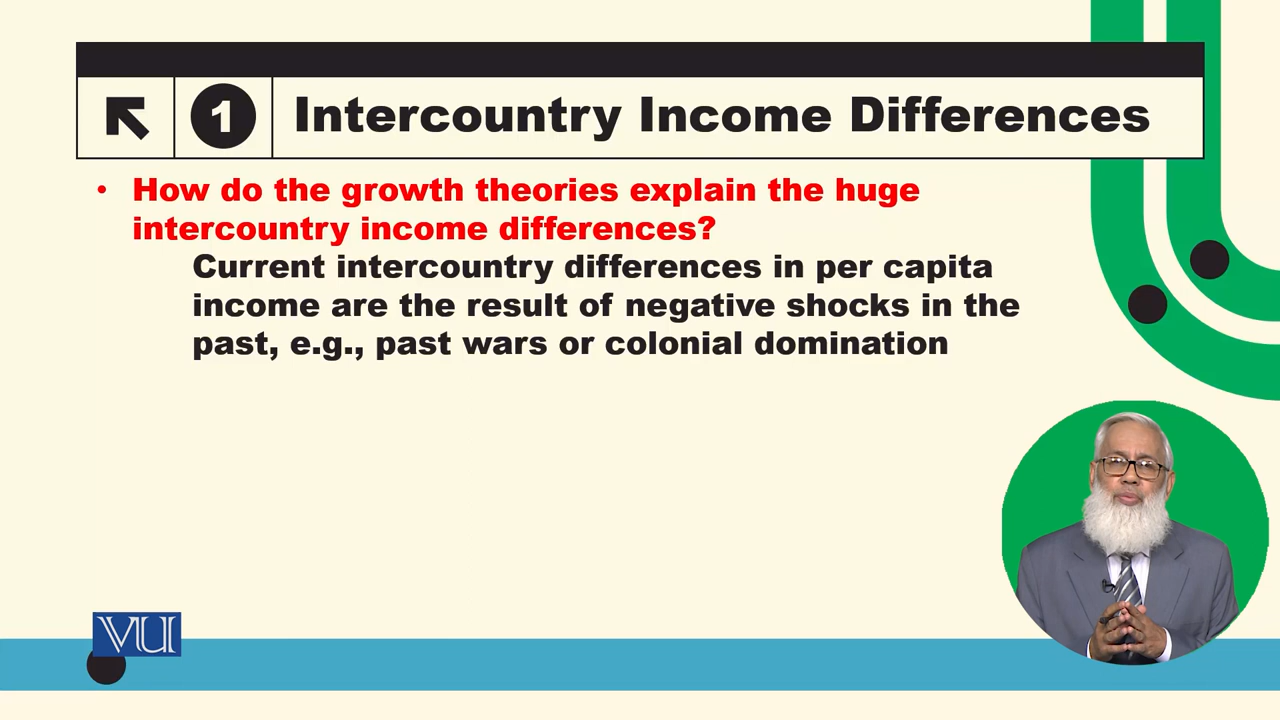 1 Intercountry Income Differences
• How do the growth theories explain the huge
intercountry income differences?
Current intercountry differences in per capita
income are the result of negative shocks in the
past, e.g., past wars or colonial domination
VU